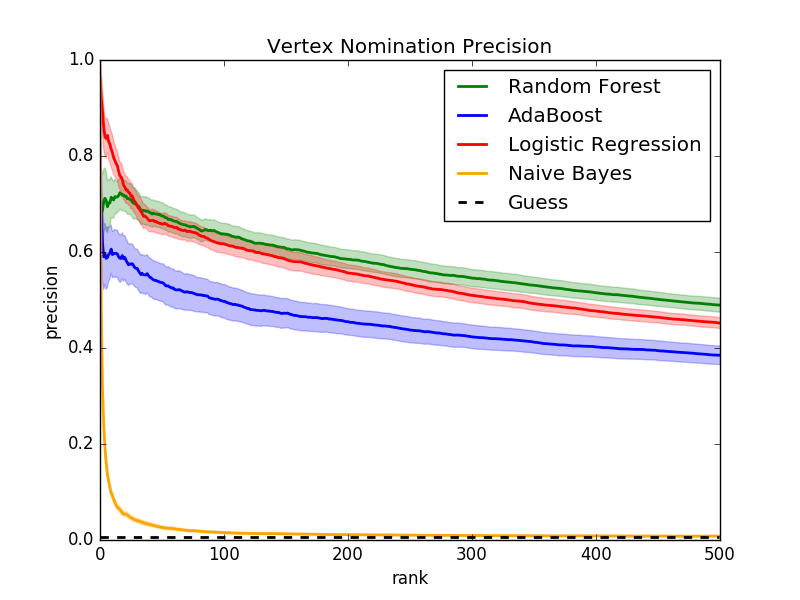 Vertex Nomination Precision
1.0
0.8
0.6
0.4
0.2
0.0
precision
Random Forest
AdaBoost
Logistic Regression
Naive Bayes
Guess
0 100 200 300 400 500
rank